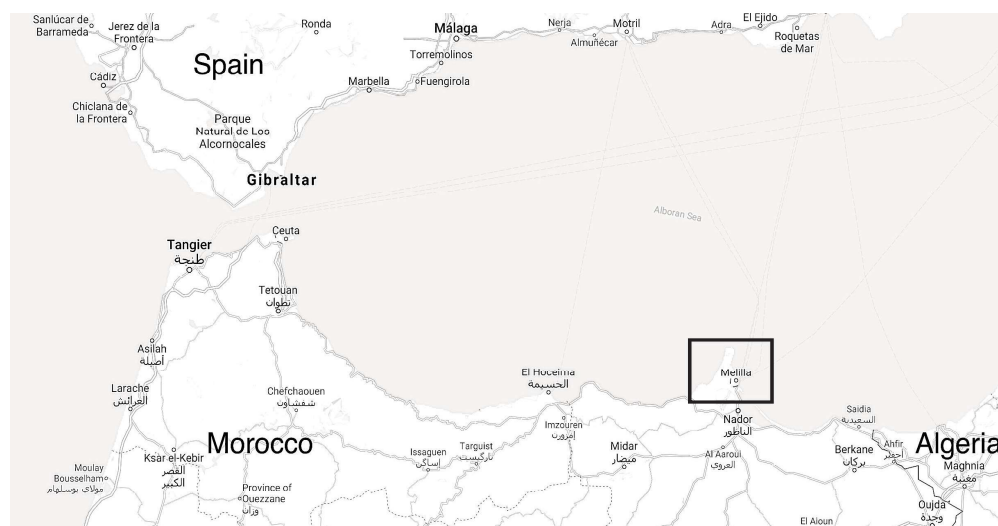 Sanlúcar de
Barrameda
Jerez de la
Frontera
Ronda
Málaga
Nerja
Motril
Almuñécar
Adra
El Ejido
Roquetas
de Mar
Torremolinos
Spain
Cádiz
Marbella
Fuengirola
Chiclana de
la Frontera
Parque
Natural de Los
Alcornocales
Gibraltar
Alboran Sea
Ceuta
Tangier
طنجة
Tetouan
تطوان
Asilah
أصيلة
El Hoceima
الحسيمة
Melilla
Larache
العرائش
Chefchaouen
شفشاون
Nador
الناظور
Saidia
السعيدية
Imzouren
إمزورن
Morocco
Ksar el-Kebir
القصر
الكبير
Issaguen
إساكن
Targuist
تارگيست
Midar
ميضار
Al Aaroui
العروي
Berkane
بركان
Ahfir
أحفير
Algeria
Maghnia
مغنية
Moulay
Bousselham
مولاي بوسلهام
Province of
Ouezzane
وزان
Oujda
وجدة
El Aioun